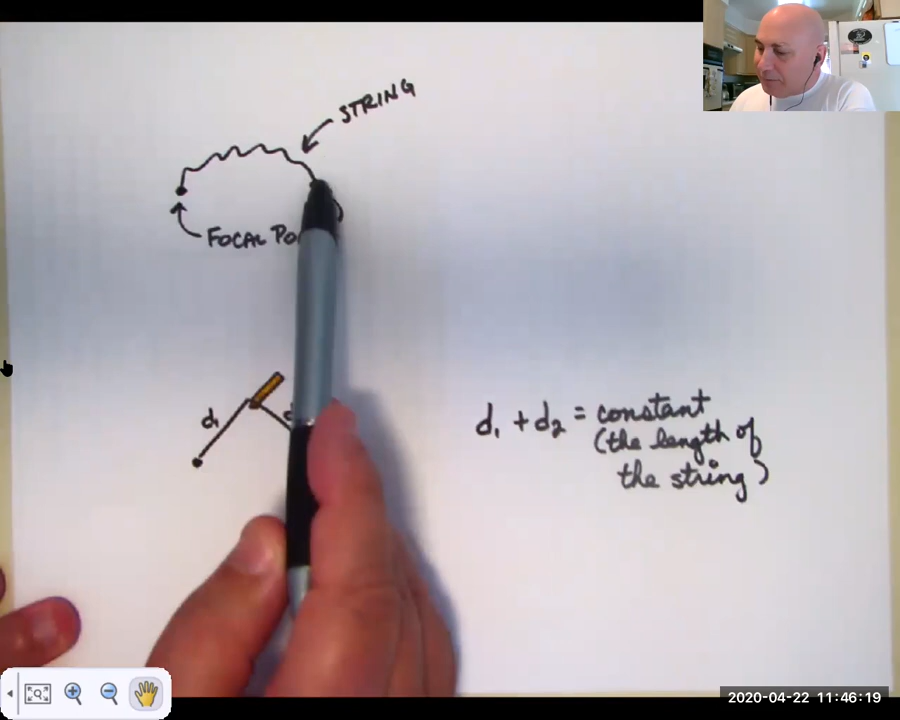 STRING
FOCAL
d₁
d₁ + d₂ = constant
(the length of
the string)
2020-04-22 11:46:19